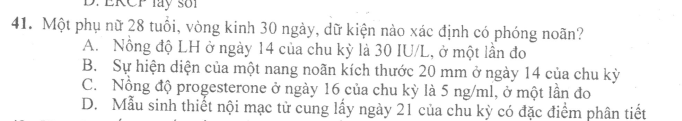 D. ERCP lấy sỏi
41. Một phụ nữ 28 tuổi, vòng kinh 30 ngày, dữ kiện nào xác định có phóng noãn?
A. Nồng độ LH ở ngày 14 của chu kỳ là 30 IU/L, ở một lần đo
B. Sự hiện diện của một nang noãn kích thước 20 mm ở ngày 14 của chu kỳ
C. Nồng độ progesterone ở ngày 16 của chu kỳ là 5 ng/ml, ở một lần đo
D. Mẫu sinh thiết nội mạc tử cung lấy ngày 21 của chu kỳ có đặc điểm phân tiết